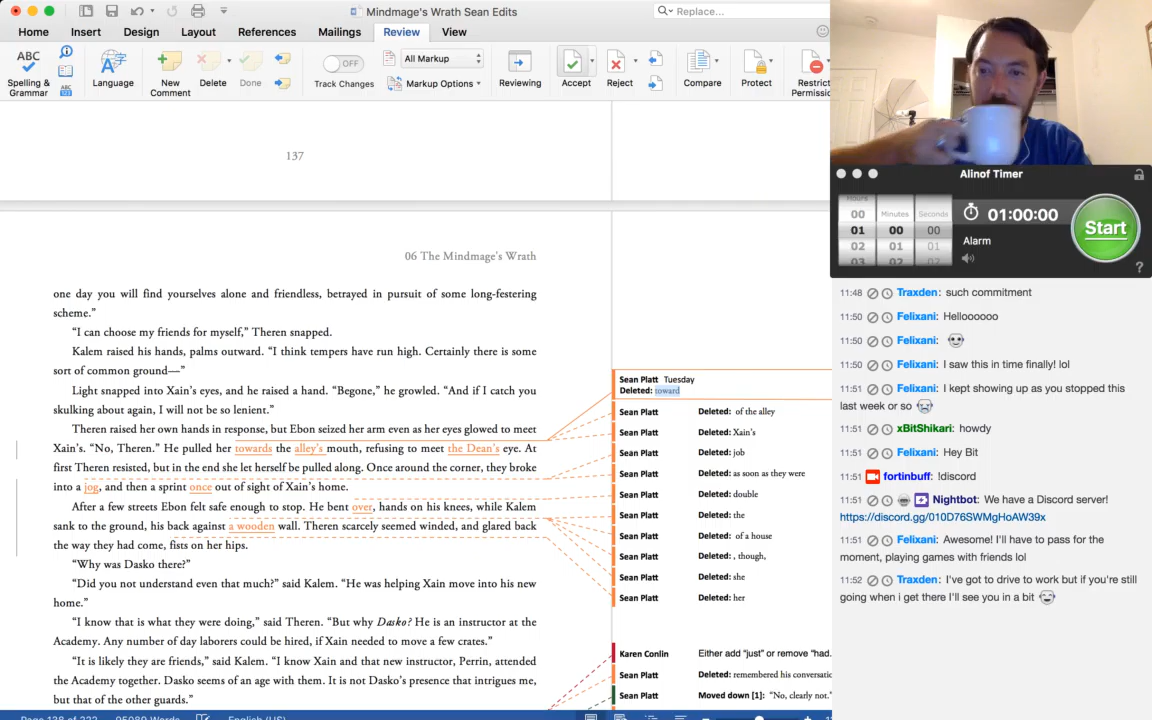 Mindmage's Wrath Sean Edits
Replace...
Home Insert Design Layout References Mailings Review View
ABC
Spelling & Grammar
Language
New Comment
Delete
Done
OFF
Track Changes
All Markup
Markup Options
Reviewing
Accept
Reject
Compare
Protect
Restrict
137
06 The Mindmage's Wrath
one day you will find yourselves alone and friendless, betrayed in pursuit of some long-festering
scheme.”
“I can choose my friends for myself,” Theren snapped.
Kalem raised his hands, palms outward. “I think tempers have run high. Certainly there is some
sort of common ground—”
Light snapped into Xain’s eyes, and he raised a hand. “Begone,” he growled. “And if I catch you
skulking about again, I will not be so lenient.”
Theren raised her own hands in response, but Ebon seized her arm even as her eyes glowed to meet
Xain’s. “No, Theren.” He pulled her towards the alley’s mouth, refusing to meet the Dean’s eye. At
first Theren resisted, but in the end she let herself be pulled along. Once around the corner, they broke
into a jog, and then a sprint once out of sight of Xain’s home.
After a few streets Ebon felt safe enough to stop. He bent over, hands on his knees, while Kalem
sank to the ground, his back against a wooden wall. Theren scarcely seemed winded, and glared back
the way they had come, fists on her hips.
“Why was Dasko there?”
“Did you not understand even that much?” said Kalem. “He was helping Xain move into his new
home.”
“I know that is what they were doing,” said Theren. “But why Dasko? He is an instructor at the
Academy. Any number of day laborers could be hired, if Xain needed to move a few crates.”
“It is likely they are friends,” said Kalem. “I know Xain and that new instructor, Perrin, attended
the Academy together. Dasko seems of an age with them. It is not Dasko’s presence that intrigues me,
but that of the other guards.”
Sean Platt Tuesday
Deleted: toward
Sean Platt Deleted: of the alley
Sean Platt Deleted: Xain’s
Sean Platt Deleted: job
Sean Platt Deleted: as soon as they were
Sean Platt Deleted: double
Sean Platt Deleted: the
Sean Platt Deleted: of a house
Sean Platt Deleted: , though,
Sean Platt Deleted: she
Sean Platt Deleted: her
Karen Conlin Either add “just” or remove “had.
Sean Platt Deleted: remembered his conversatio
Sean Platt Moved down [1]: “No, clearly not.”
Page 138 of 222 95089 Words English (US)
Alinof Timer
Hours Minutes Seconds
00
01 00 00
02 01 01
03 02 02
01:00:00
Alarm
Start
?
11:48 Traxden: such commitment
11:50 Felixani: Helloooooo
11:50 Felixani:
11:50 Felixani: I saw this in time finally! lol
11:51 Felixani: I kept showing up as you stopped this
last week or so
11:51 xBitShikari: howdy
11:51 Felixani: Hey Bit
11:51 fortinbuff: !discord
11:51 Nightbot: We have a Discord server!
https://discord.gg/010D76SWMgHoAW39x
11:51 Felixani: Awesome! I'll have to pass for the
moment, playing games with friends lol
11:52 Traxden: I've got to drive to work but if you're still
going when i get there I'll see you in a bit